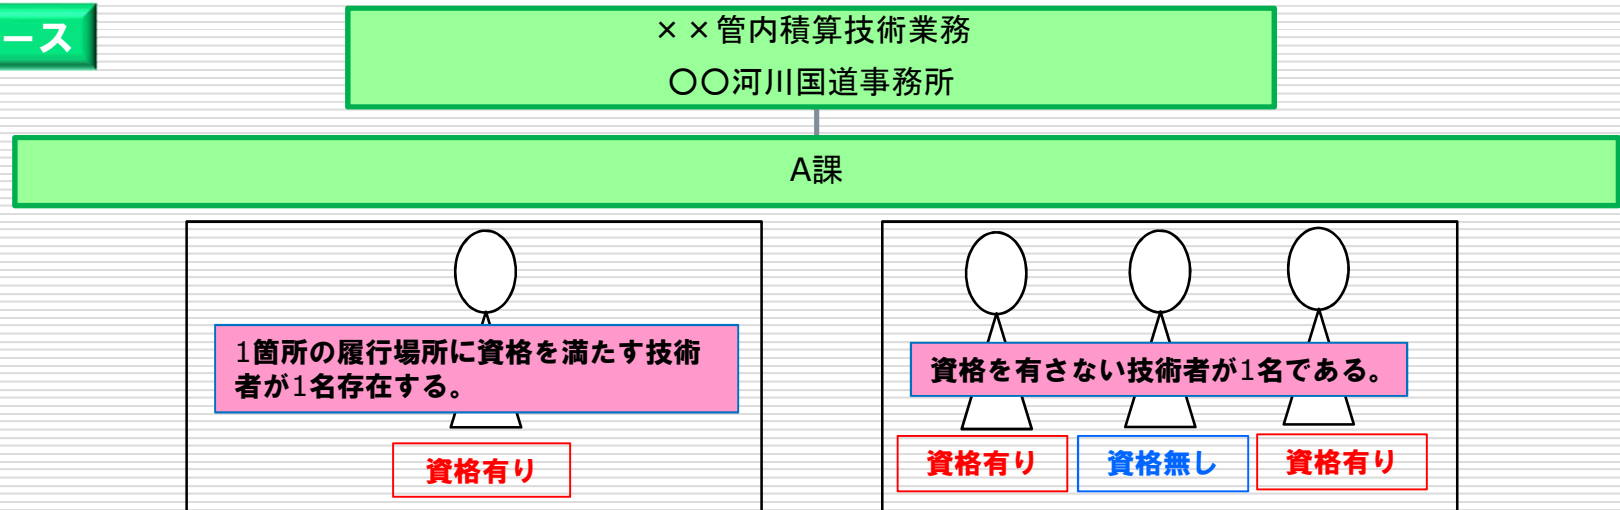 ース
××管内積算技術業務
〇〇河川国道事務所
A課
1箇所の履行場所に資格を満たす技術
者が1名存在する。
資格を有さない技術者が1名である。
資格有り
資格有り
資格無し
資格有り